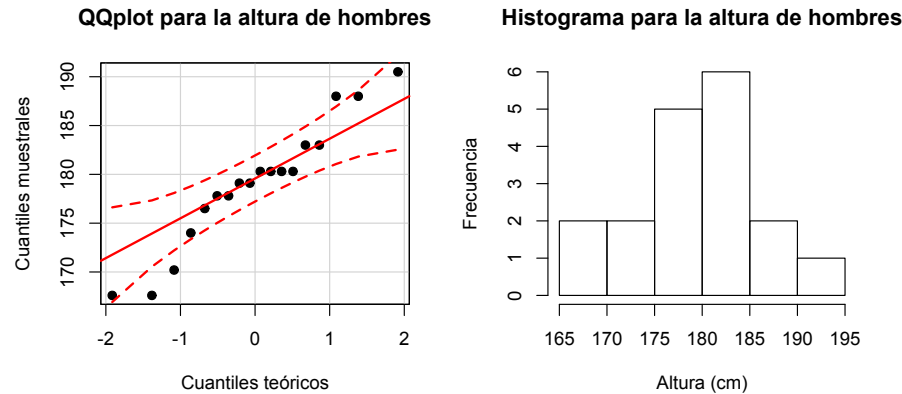 QQplot para la altura de hombres
Cuantiles muestrales
190
185
180
175
170
-2 -1 0 1 2
Cuantiles teóricos
Histograma para la altura de hombres
Frecuencia
6
5
4
3
2
1
0
165 170 175 180 185 190 195
Altura (cm)